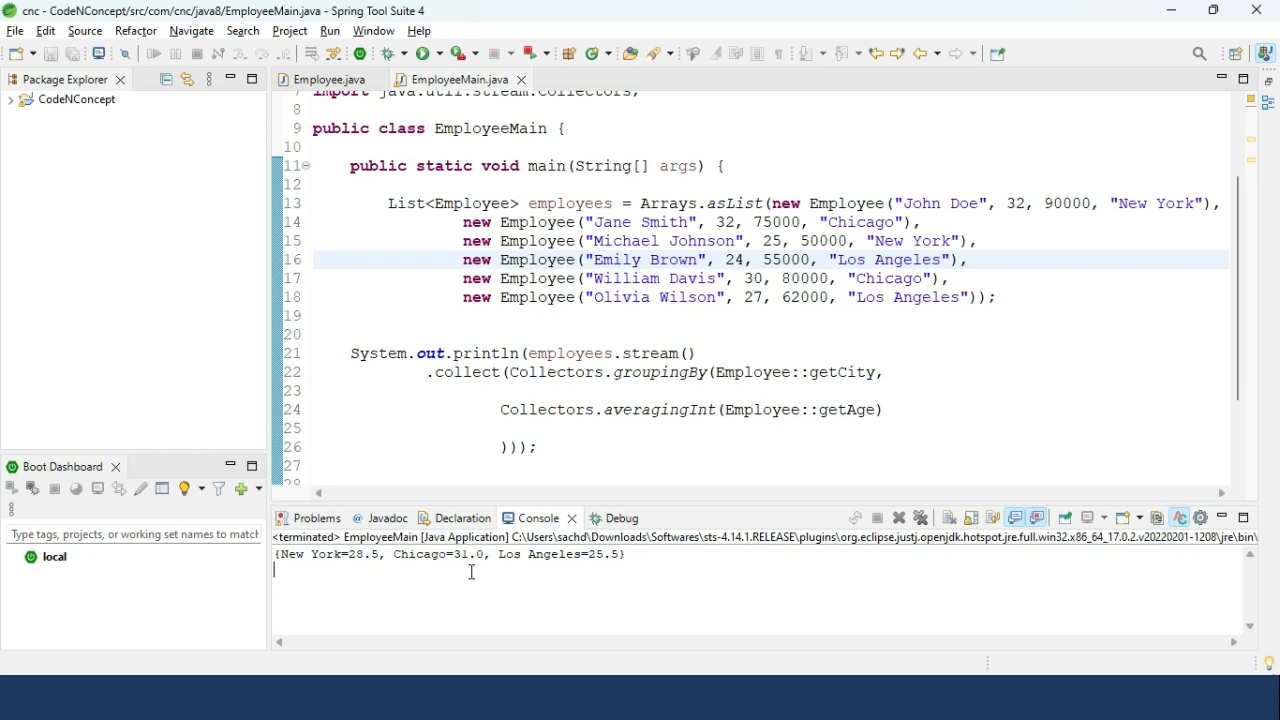 cnc - CodeNConcept/src/com/cnc/java8/EmployeeMain.java - Spring Tool Suite 4
File Edit Source Refactor Navigate Search Project Run Window Help
Package Explorer
CodeNConcept
Employee.java EmployeeMain.java
7 import java.util.stream.Collectors;
8
9 public class EmployeeMain {
10
11 public static void main(String[] args) {
12
13 List<Employee> employees = Arrays.asList(new Employee("John Doe", 32, 90000, "New York"),
14 new Employee("Jane Smith", 32, 75000, "Chicago"),
15 new Employee("Michael Johnson", 25, 50000, "New York"),
16 new Employee("Emily Brown", 24, 55000, "Los Angeles"),
17 new Employee("William Davis", 30, 80000, "Chicago"),
18 new Employee("Olivia Wilson", 27, 62000, "Los Angeles"));
19
20
21 System.out.println(employees.stream()
22 .collect(Collectors.groupingBy(Employee::getCity,
23
24 Collectors.averagingInt(Employee::getAge)
25
26 )));
27
28
Boot Dashboard
Type tags, projects, or working set names to match
local
Problems Javadoc Declaration Console Debug
<terminated> EmployeeMain [Java Application] C:\Users\sachd\Downloads\Softwares\sts-4.14.1.RELEASE\plugins\org.eclipse.justj.openjdk.hotspot.jre.full.win32.x86_64_17.0.2.v20220201-1208\jre\bin\
{New York=28.5, Chicago=31.0, Los Angeles=25.5}